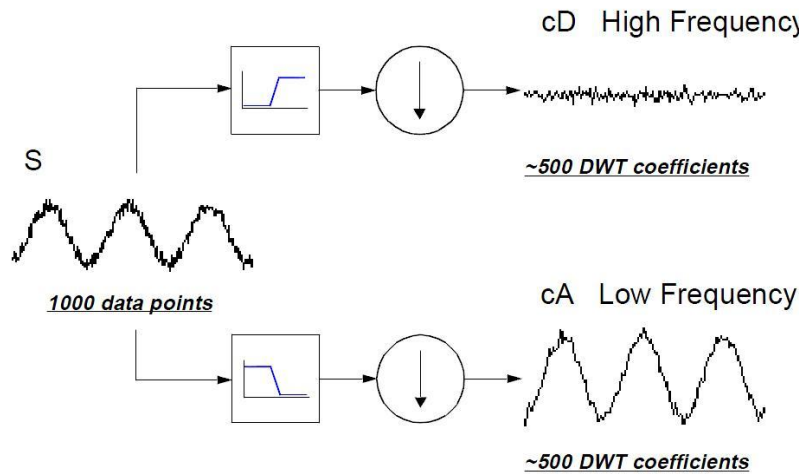 cD High Frequency
~500 DWT coefficients
S
1000 data points
cA Low Frequency
~500 DWT coefficients